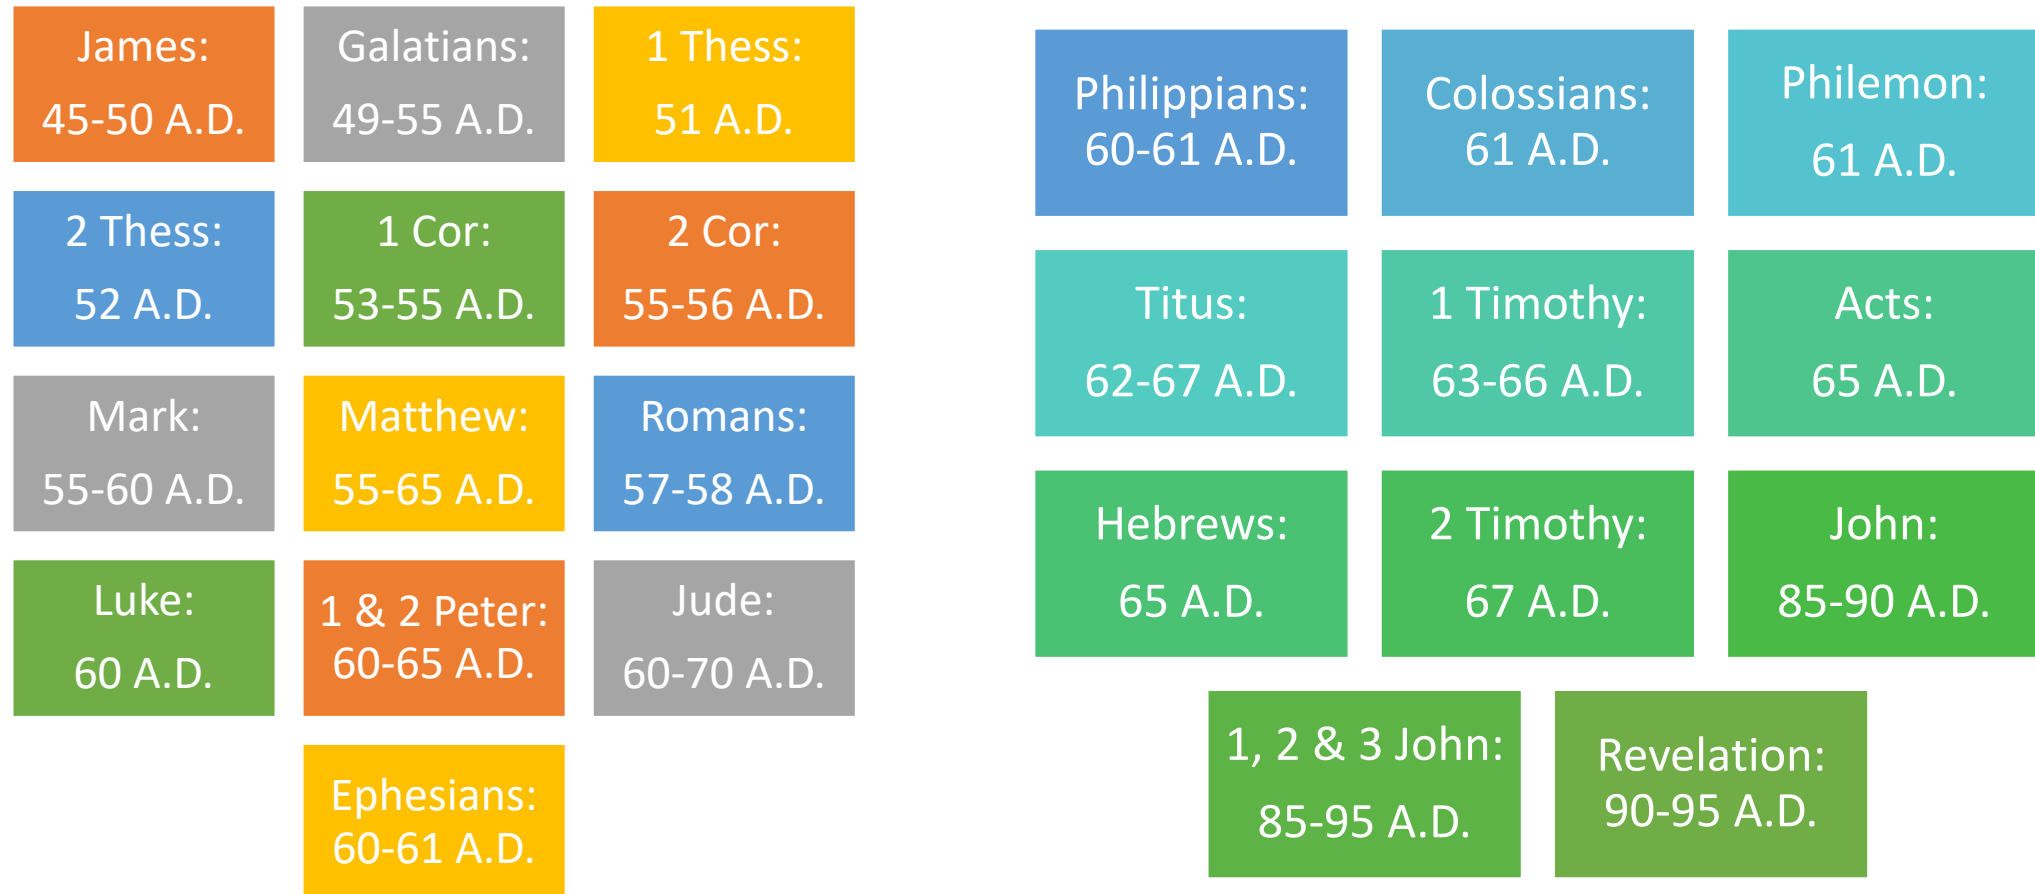 James:
45-50 A.D.
Galatians:
49-55 A.D.
1 Thess:
51 A.D.
2 Thess:
52 A.D.
1 Cor:
53-55 A.D.
2 Cor:
55-56 A.D.
Mark:
55-60 A.D.
Matthew:
55-65 A.D.
Romans:
57-58 A.D.
Luke:
60 A.D.
1 & 2 Peter:
60-65 A.D.
Jude:
60-70 A.D.
Ephesians:
60-61 A.D.
Philippians:
60-61 A.D.
Colossians:
61 A.D.
Philemon:
61 A.D.
Titus:
62-67 A.D.
1 Timothy:
63-66 A.D.
Acts:
65 A.D.
Hebrews:
65 A.D.
2 Timothy:
67 A.D.
John:
85-90 A.D.
1, 2 & 3 John:
85-95 A.D.
Revelation:
90-95 A.D.